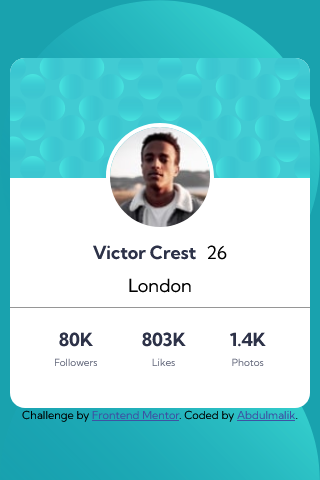 Victor Crest 26
London
80K 803K 1.4K
Followers Likes Photos
Challenge by Frontend Mentor. Coded by Abdulmalik.